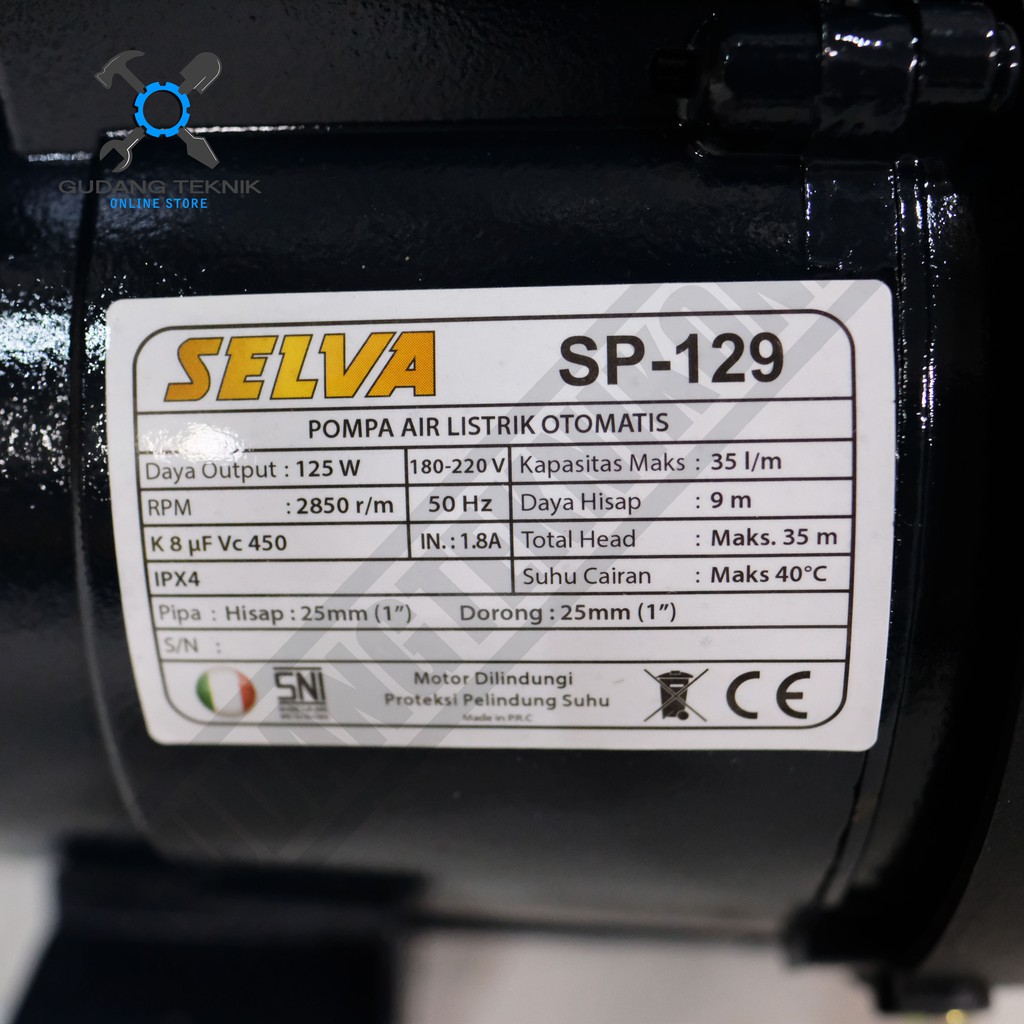 GUDANG TEKNIK
ONLINE STORE
SELVA SP-129
POMPA AIR LISTRIK OTOMATIS
Daya Output : 125 W 180-220 V Kapasitas Maks : 35 l/m
RPM : 2850 r/m 50 Hz Daya Hisap : 9 m
K 8 µF Vc 450 IN. : 1.8A Total Head : Maks. 35 m
IPX4 Suhu Cairan : Maks 40°C
Pipa : Hisap : 25mm (1”) Dorong : 25mm (1”)
S/N :
SNI Motor Dilindungi
Proteksi Pelindung Suhu CE
Made in P.R.C